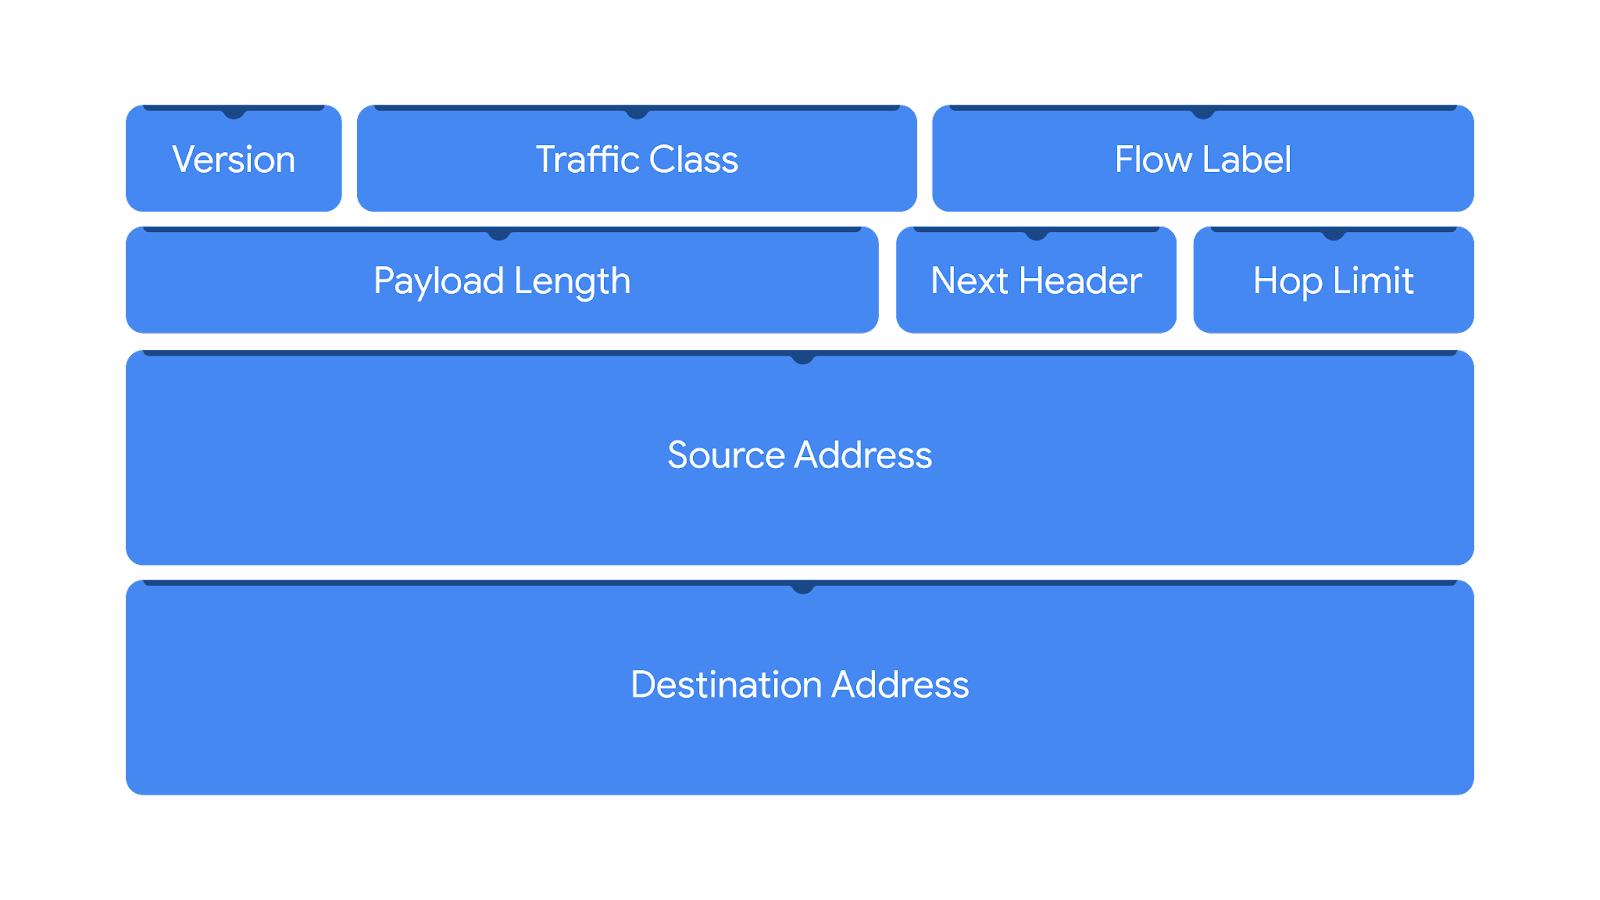 Version
Traffic Class
Flow Label
Payload Length
Next Header
Hop Limit
Source Address
Destination Address